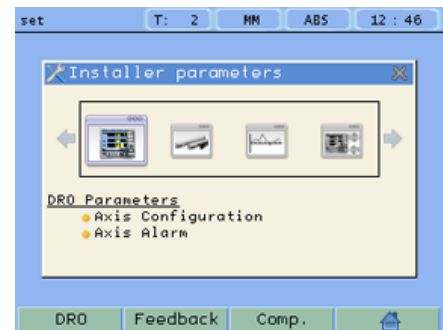 set T: 2 MM ABS 12 : 46
Installer parameters
DRO Parameters
Axis Configuration
Axis Alarm
DRO Feedback Comp.